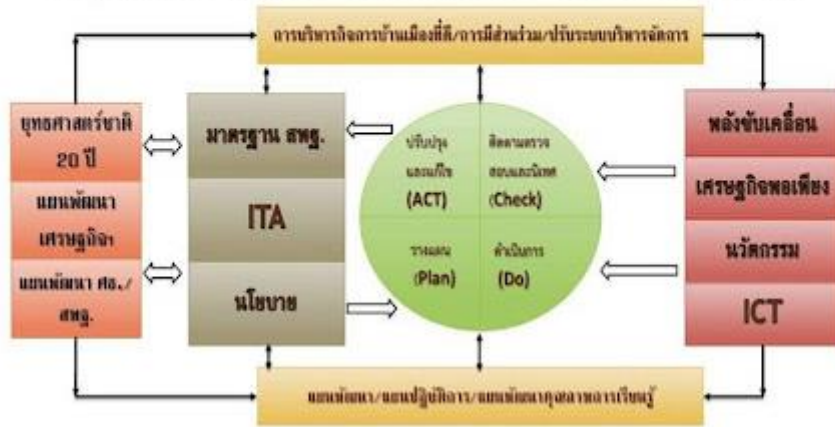 การบริหารกิจการบ้านเมืองที่ดี/การมีส่วนร่วม/ปรับระบบบริหารจัดการ
ยุทธศาสตร์ชาติ
20 ปี
แผนพัฒนา
เศรษฐกิจฯ
แผนพัฒนา ศธ./
สพฐ.
มาตรฐาน สพฐ.
ITA
นโยบาย
ปรับปรุง
และแก้ไข
(ACT)
ติดตามตรวจ
สอบและนิเทศ
(Check)
วางแผน
(Plan)
ดำเนินการ
(Do)
พลังขับเคลื่อน
เศรษฐกิจพอเพียง
นวัตกรรม
ICT
แผนพัฒนา/แผนปฏิบัติการ/แผนพัฒนาคุณภาพการเรียนรู้